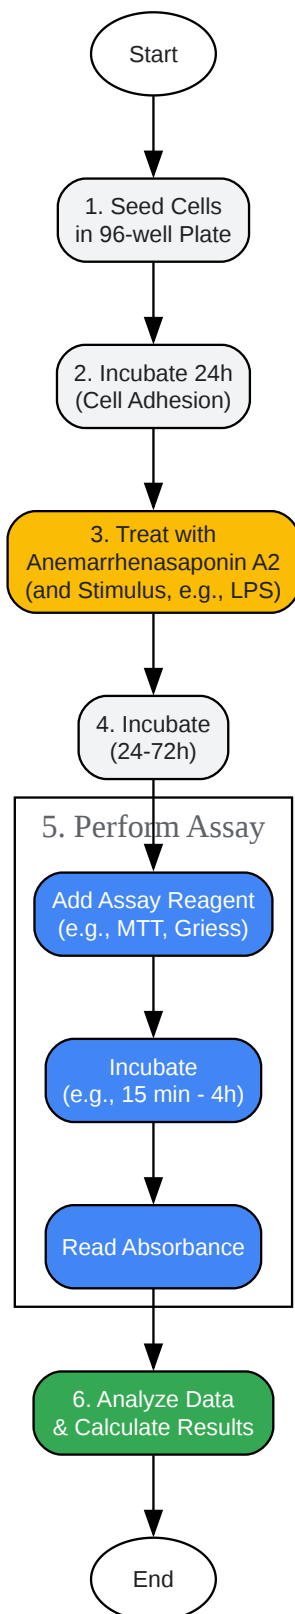 Start
1. Seed Cells
in 96-well Plate
2. Incubate 24h
(Cell Adhesion)
3. Treat with
Anemarrhenasaponin A2
(and Stimulus, e.g., LPS)
4. Incubate
(24-72h)
5. Perform Assay
Add Assay Reagent
(e.g., MTT, Griess)
Incubate
(e.g., 15 min - 4h)
Read Absorbance
6. Analyze Data
& Calculate Results
End